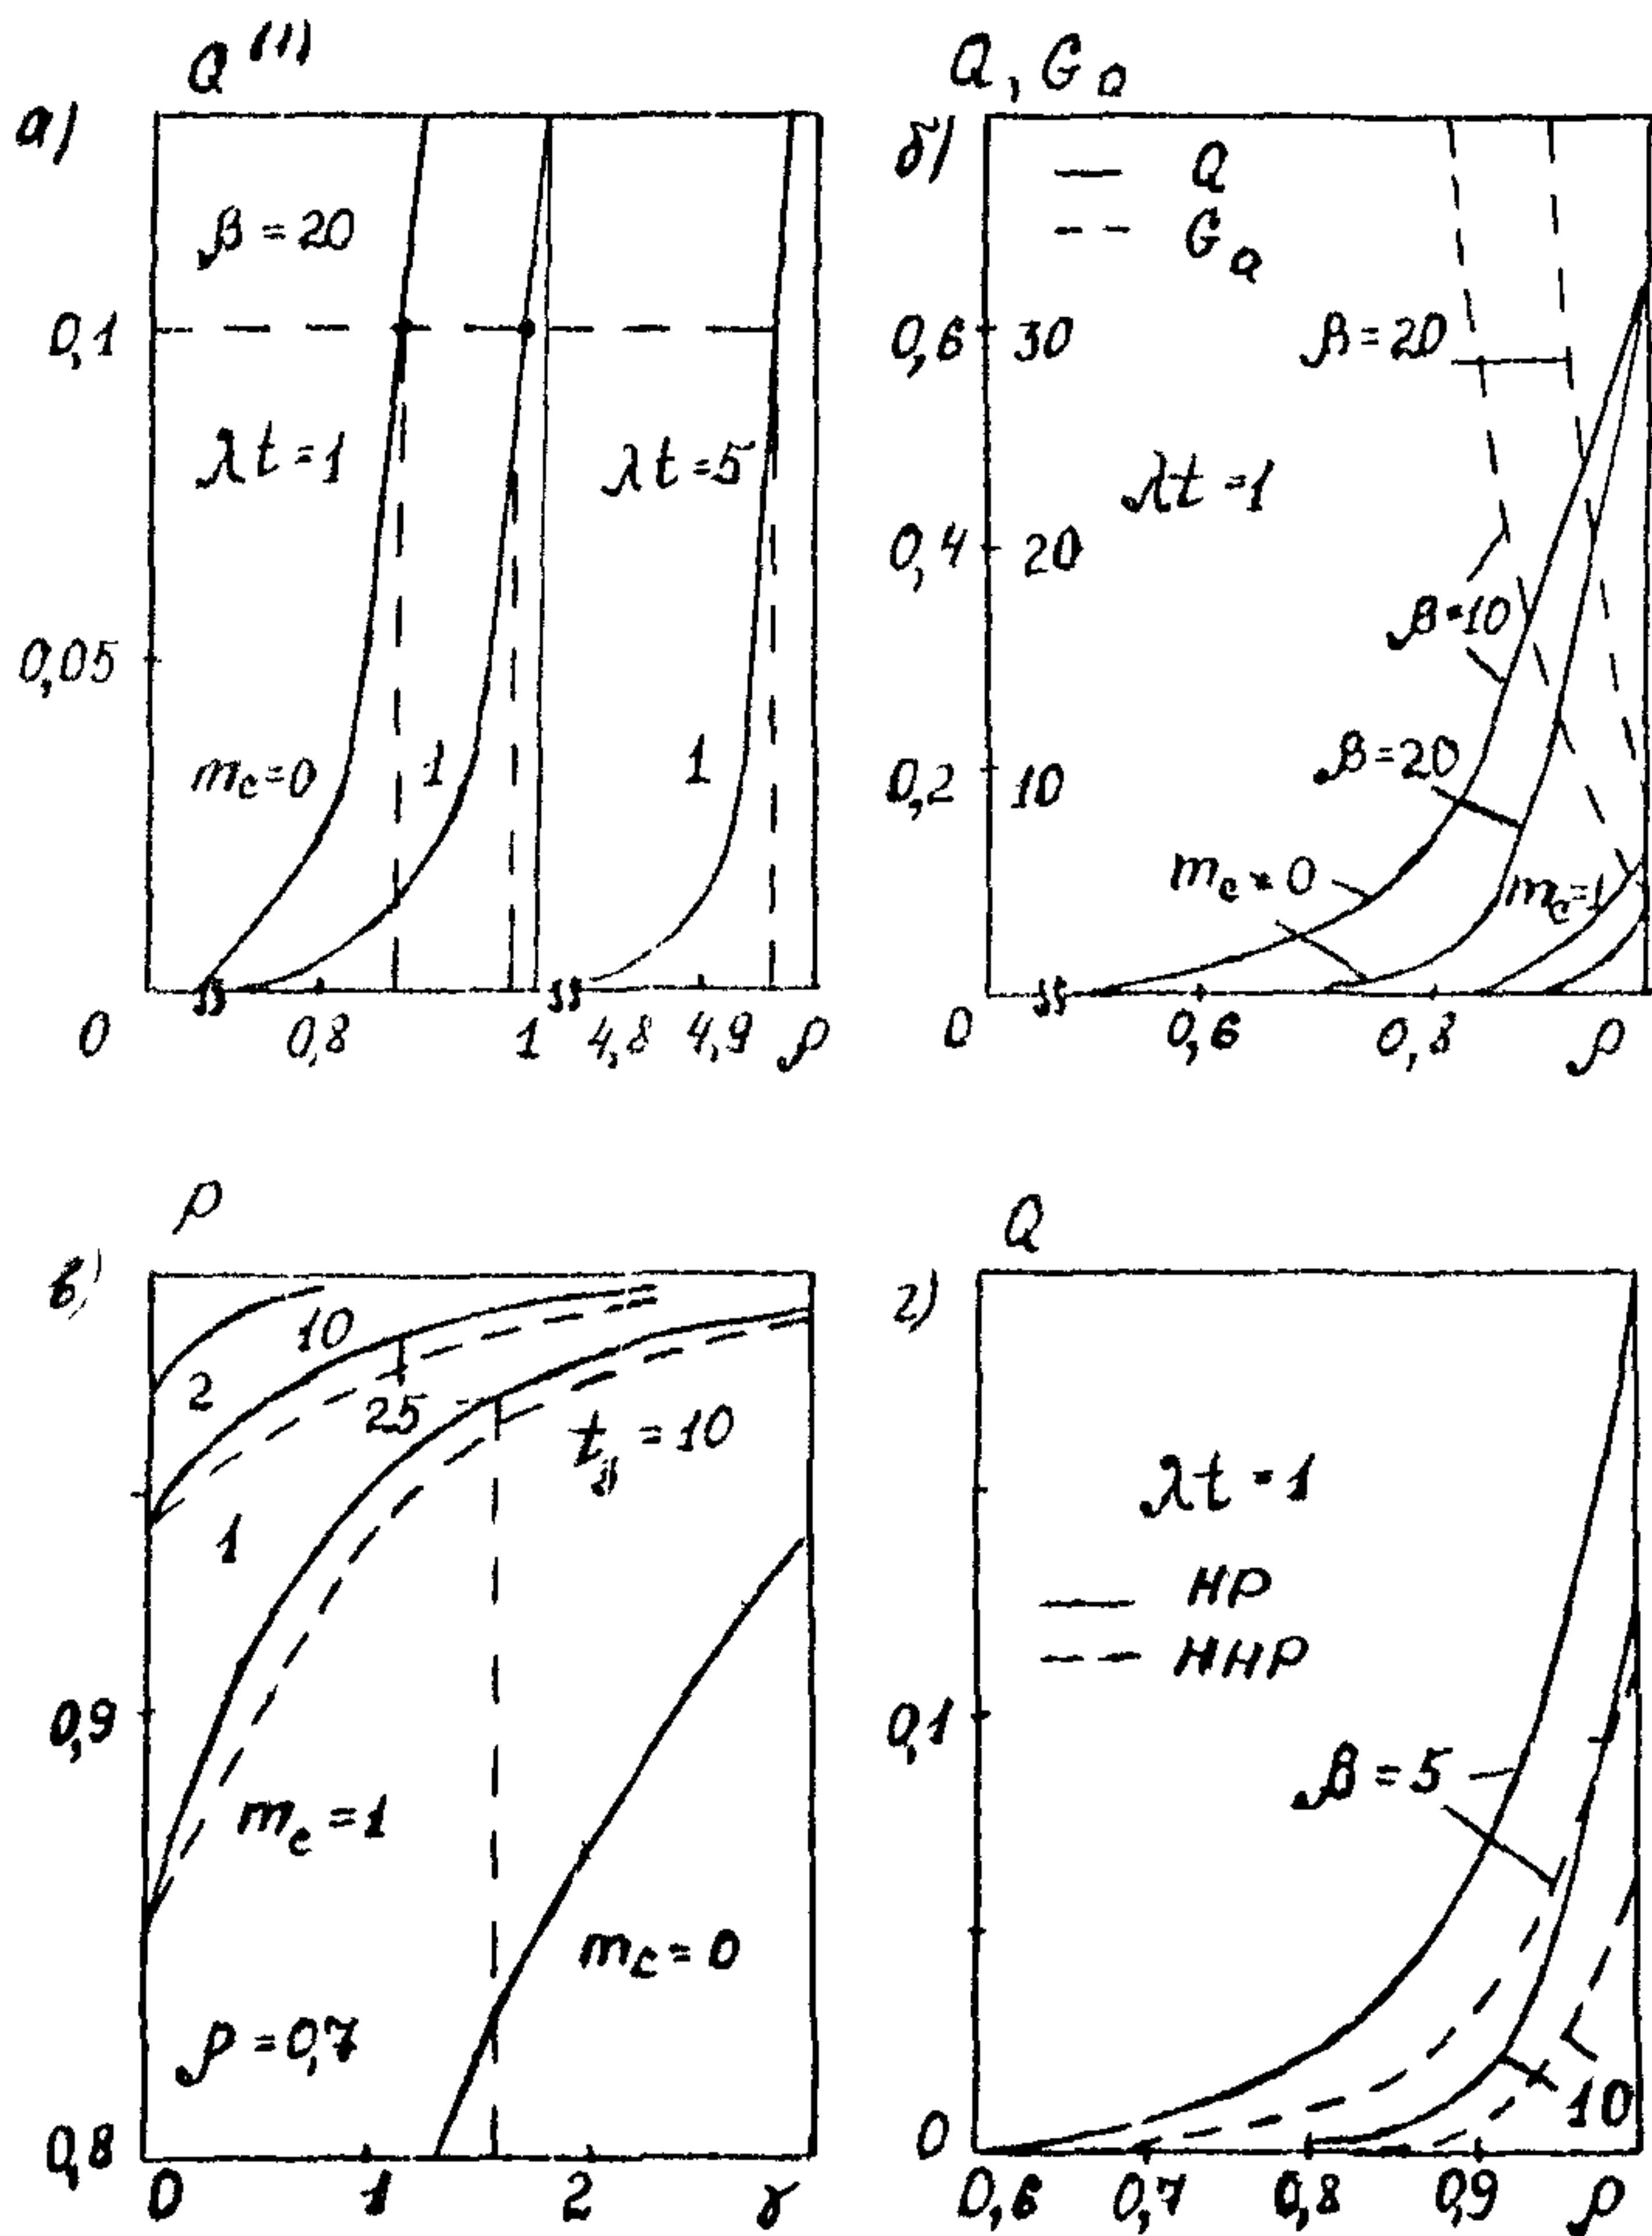 Q⁽¹⁾
а)
β = 20
0,1
λt = 1
λt = 5
0,05
m_c = 0
1
1
0
0,8
1
4,8
4,9
ρ
Q, G_Q
б)
— Q
-- G_Q
0,6
30
β = 20
λt = 1
0,4
20
β = 10
β = 20
0,2
10
m_c = 0
m_c = 1
0
0,6
0,8
ρ
P
в)
10
2
25
t_д = 10
1
0,9
m_c = 1
m_c = 0
ρ = 0,7
0,8
0
1
2
γ
Q
г)
λt = 1
— НР
-- ННР
0,1
β = 5
10
0
0,6
0,7
0,8
0,9
ρ